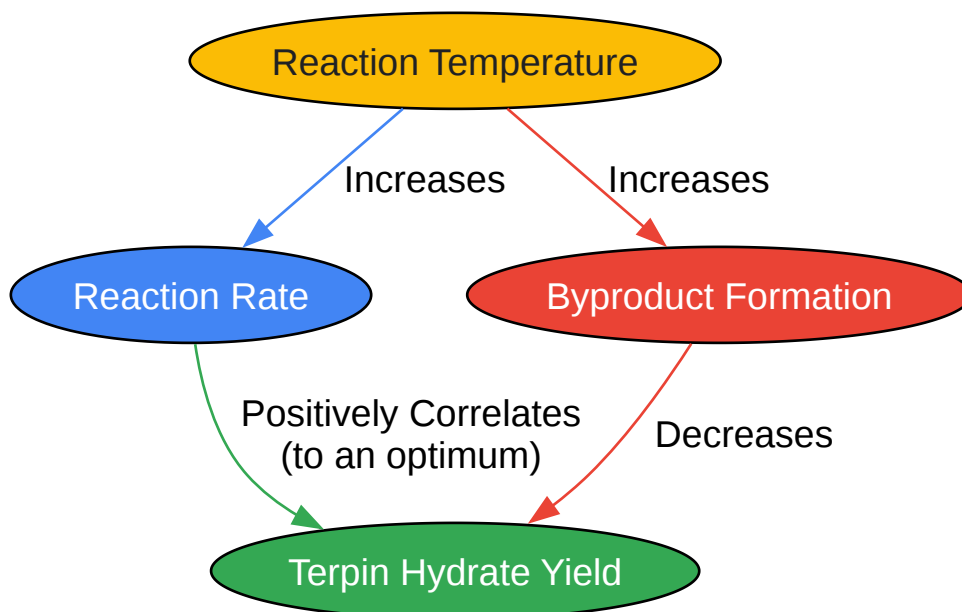 Reaction Temperature
Increases
Increases
Reaction Rate
Byproduct Formation
Positively Correlates
(to an optimum)
Decreases
Terpin Hydrate Yield